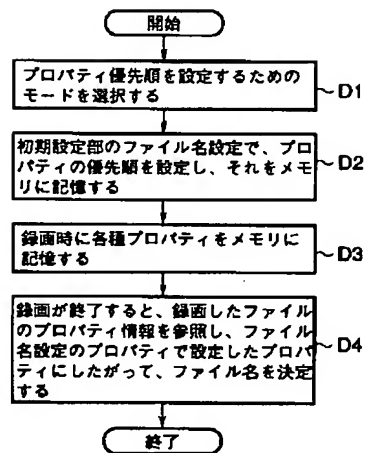 開始
プロパティ優先順を設定するための
モードを選択する
D1
初期設定部のファイル名設定で、プロ
パティの優先順を設定し、それをメモ
リに記憶する
D2
録画時に各種プロパティをメモリに
記憶する
D3
録画が終了すると、録画したファイル
のプロパティ情報を参照し、ファイル
名設定のプロパティで設定したプロパ
ティにしたがって、ファイル名を決定
する
D4
終了